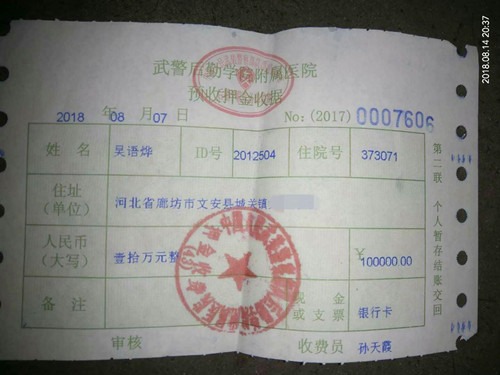 武警后勤学院附属医院
预收押金收据
2018 年 08 月 07 日 No: (2017) 0007606
姓名 吴语烨 ID号 2012504 住院号 373071
住址(单位) 河北省廊坊市文安县城关镇
人民币(大写) 壹拾万元整 ¥100000.00
备注 现金或支票 银行卡
审核 收费员 孙天霞
第二联 个人暂存结账交回
2018.08.14 20:37